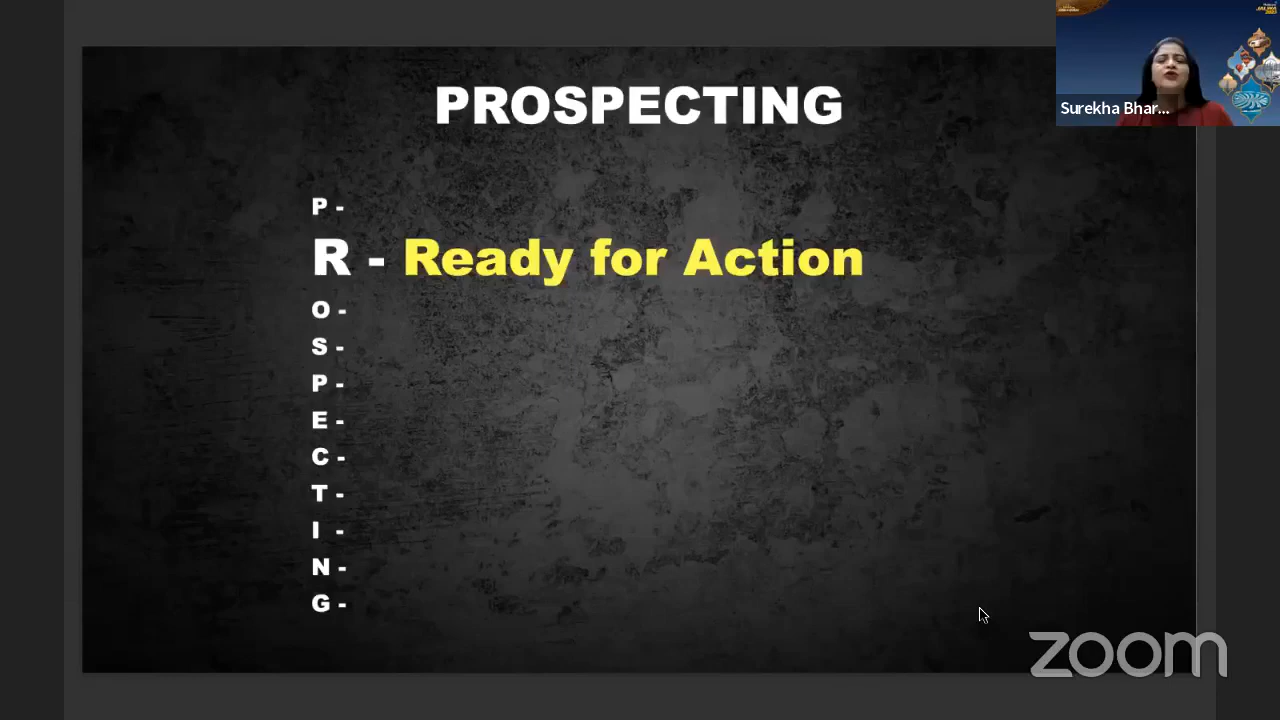 PROSPECTING
P -
R - Ready for Action
O -
S -
P -
E -
C -
T -
I -
N -
G -
Surekha Bhar...
zoom